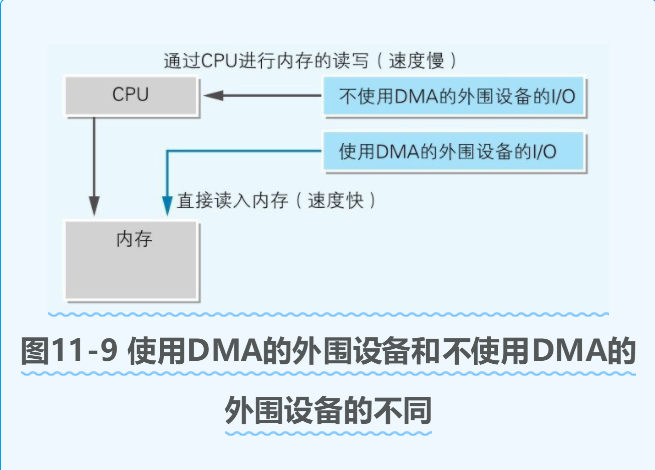 通过CPU进行内存的读写（速度慢）
CPU
不使用DMA的外围设备的I/O
使用DMA的外围设备的I/O
直接读入内存（速度快）
内存
图11-9 使用DMA的外围设备和不使用DMA的
外围设备的不同